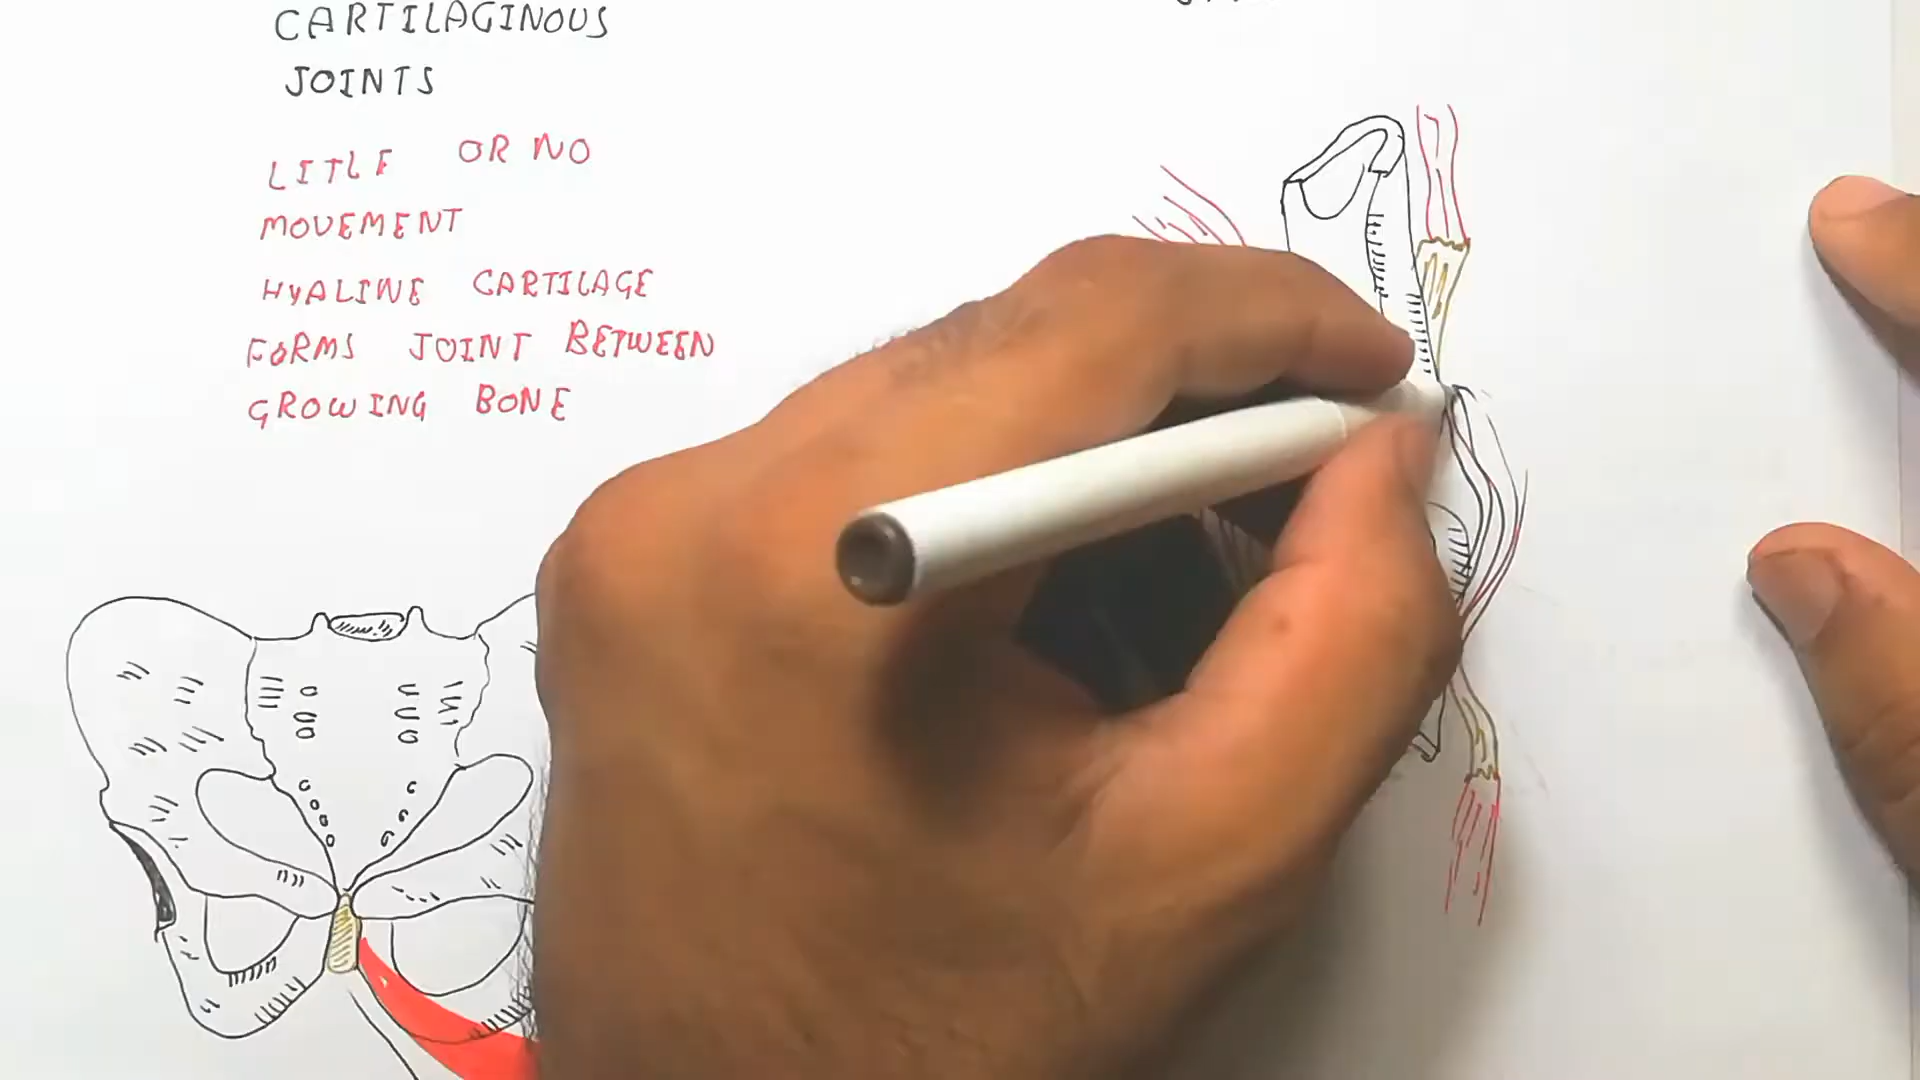 CARTILAGINOUS
JOINTS
LITLE OR NO
MOVEMENT
HYALINE CARTILAGE
FORMS JOINT BETWEEN
GROWING BONE